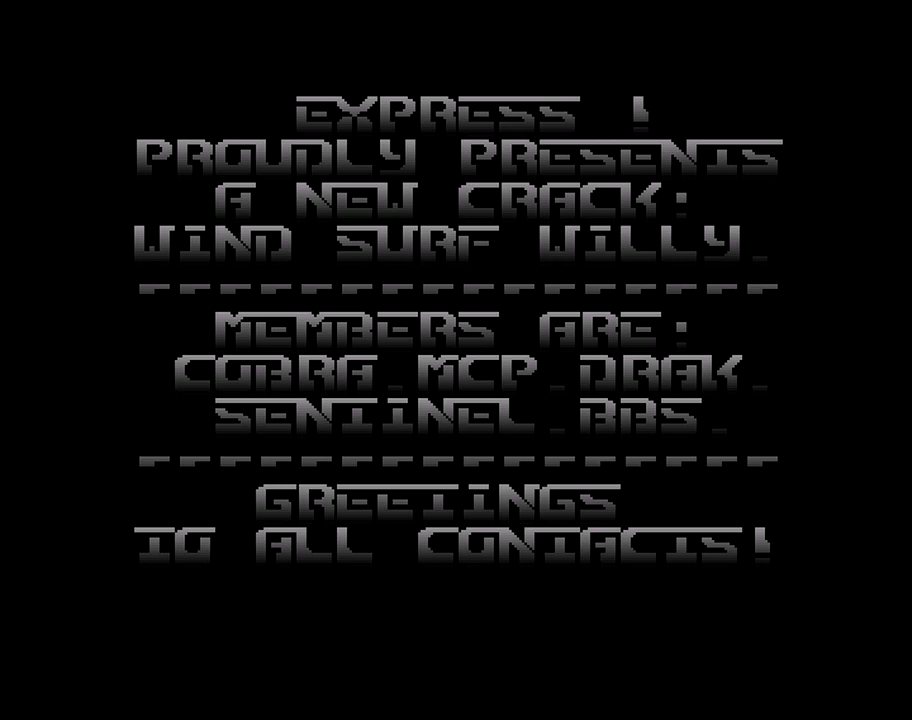 EXPRESS !
PROUDLY PRESENTS
A NEW CRACK:
WIND SURF WILLY.
----------------
MEMBERS ARE:
COBRA.MCP.DRAK.
SENTINEL.BBS.
----------------
GREETINGS
TO ALL CONTACTS!